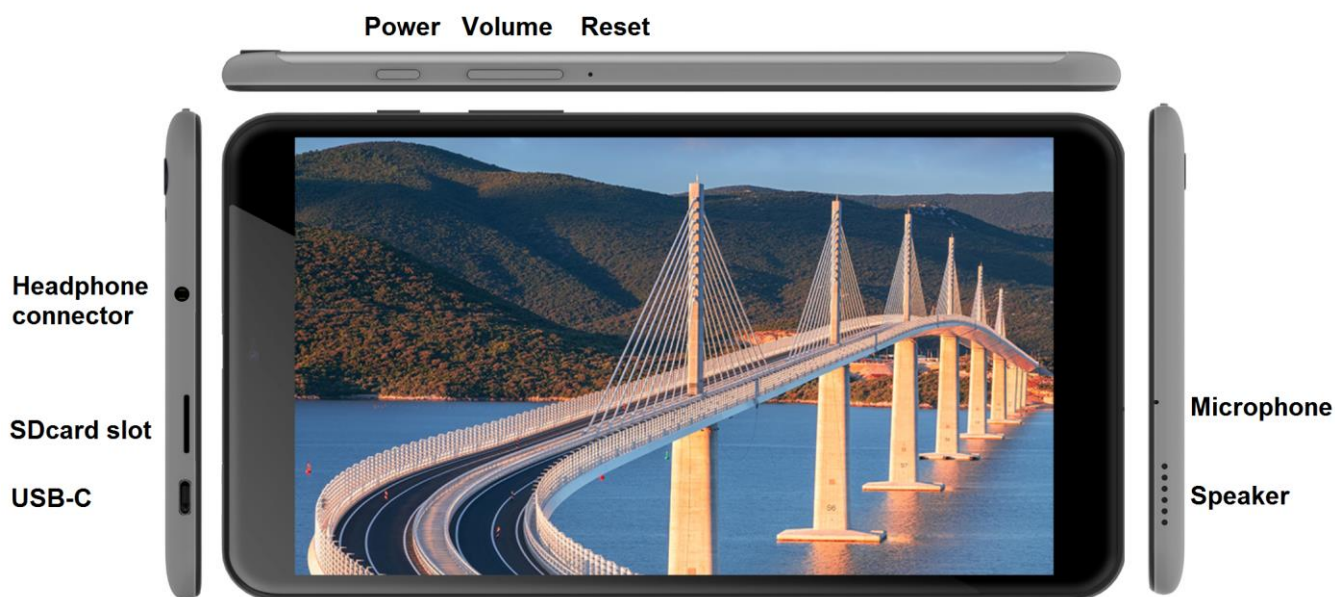 Power Volume Reset
Headphone
connector
SDcard slot
USB-C
Microphone
Speaker